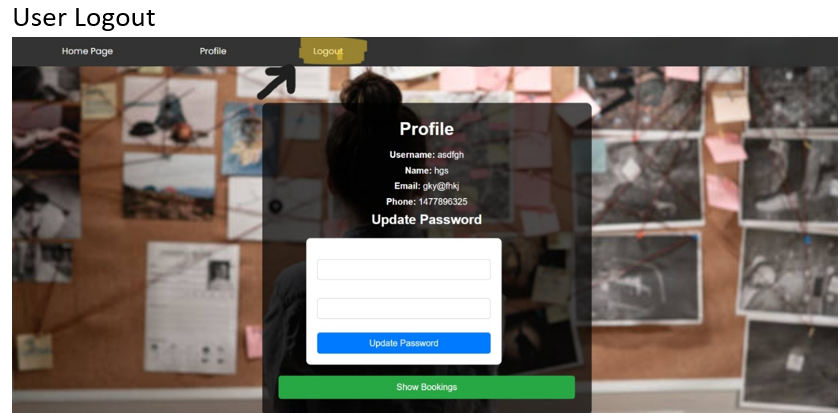 User Logout
Home Page Profile Logout
Profile
Username: asdfgh
Name: hgs
Email: gky@fhkj
Phone: 1477896325
Update Password
Update Password
Show Bookings